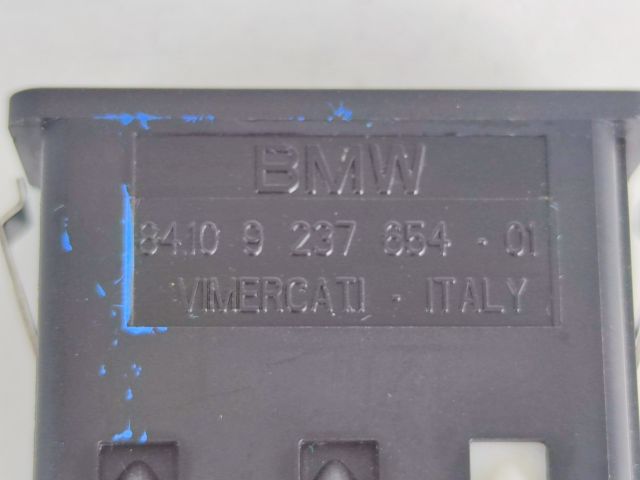 BMW
8410 9 237 654 - 01
VIMERCATI - ITALY